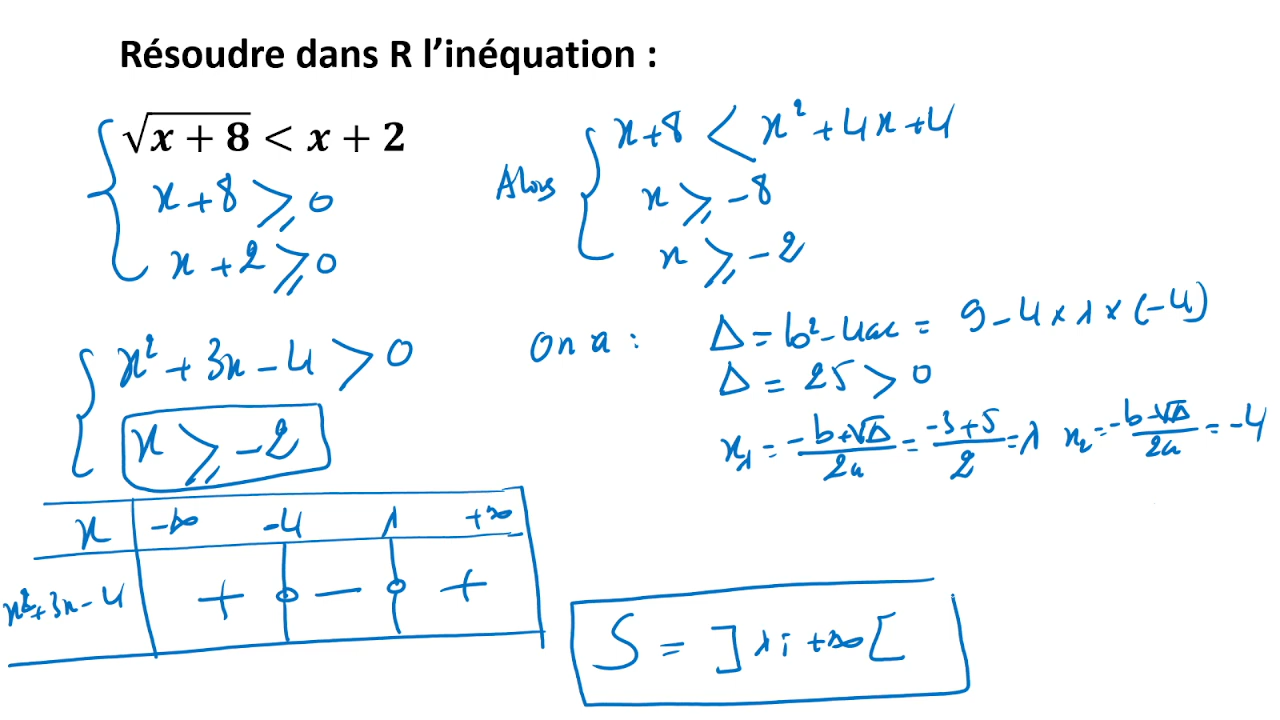 Résoudre dans R l’inéquation :
√(x + 8) < x + 2
x + 8 ⩾ 0
x + 2 ⩾ 0
Alors
x + 8 < x² + 4x + 4
x ⩾ -8
x ⩾ -2
x² + 3x - 4 > 0
x ⩾ -2
On a :
Δ = b² - 4ac = 9 - 4 × 1 × (-4)
Δ = 25 > 0
x₁ = (-b + √Δ)/2a = (-3 + 5)/2 = 1
x₂ = (-b - √Δ)/2a = -4
x -∞ -4 1 +∞
x² + 3x - 4 + 0 - 0 +
S = ]1 ; +∞[